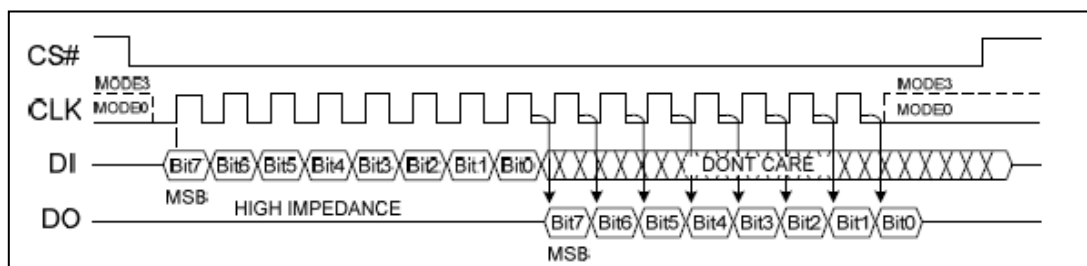 CS#
MODE3 MODE3
CLK MODE0 MODE0
DI Bit7 Bit6 Bit5 Bit4 Bit3 Bit2 Bit1 Bit0 DONT CARE
MSB
DO HIGH IMPEDANCE Bit7 Bit6 Bit5 Bit4 Bit3 Bit2 Bit1 Bit0
MSB